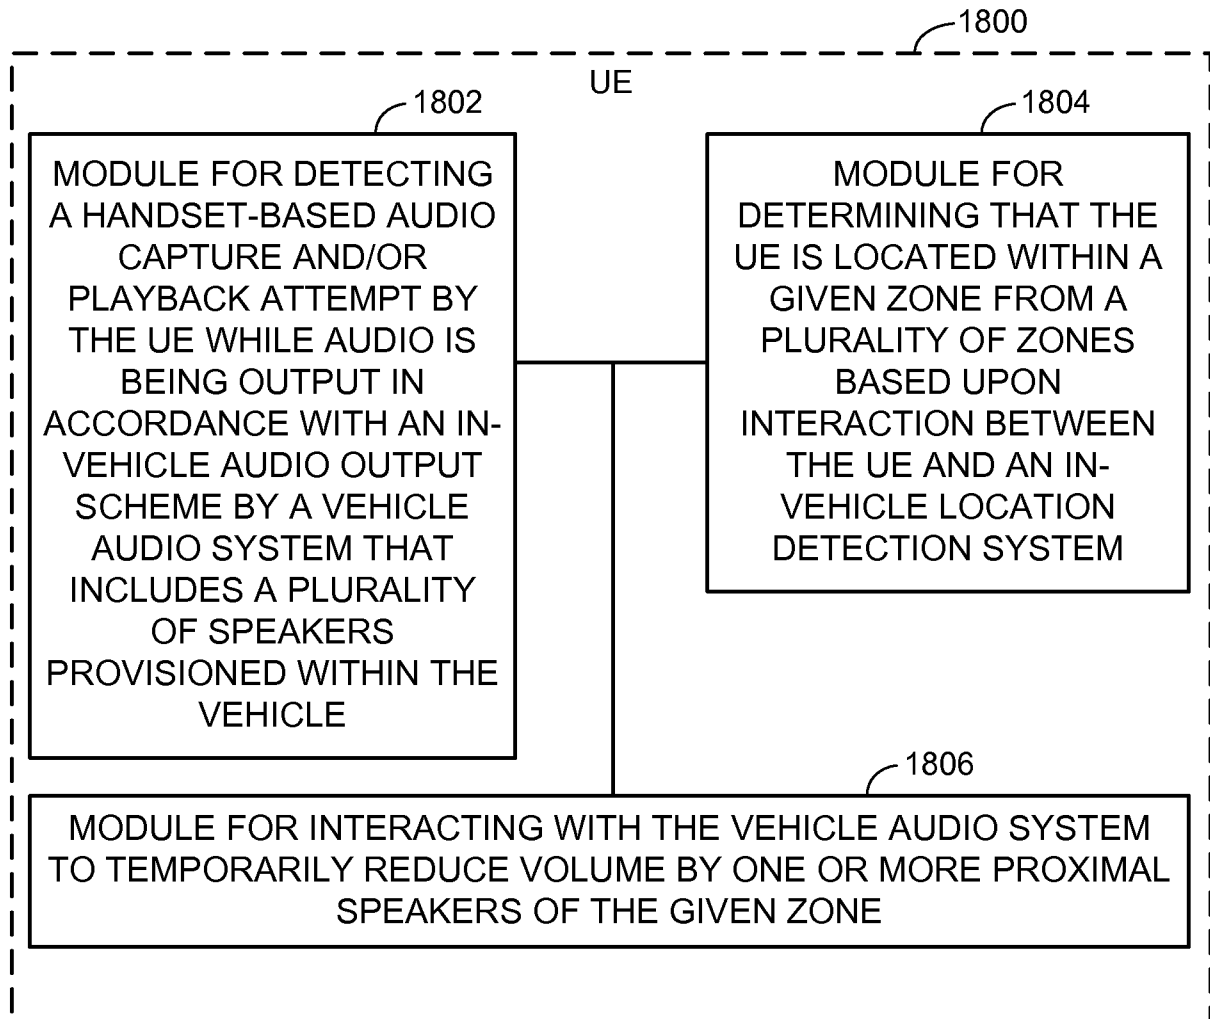 1800
UE
1802
MODULE FOR DETECTING
A HANDSET-BASED AUDIO
CAPTURE AND/OR
PLAYBACK ATTEMPT BY
THE UE WHILE AUDIO IS
BEING OUTPUT IN
ACCORDANCE WITH AN IN-
VEHICLE AUDIO OUTPUT
SCHEME BY A VEHICLE
AUDIO SYSTEM THAT
INCLUDES A PLURALITY
OF SPEAKERS
PROVISIONED WITHIN THE
VEHICLE
1804
MODULE FOR
DETERMINING THAT THE
UE IS LOCATED WITHIN A
GIVEN ZONE FROM A
PLURALITY OF ZONES
BASED UPON
INTERACTION BETWEEN
THE UE AND AN IN-
VEHICLE LOCATION
DETECTION SYSTEM
1806
MODULE FOR INTERACTING WITH THE VEHICLE AUDIO SYSTEM
TO TEMPORARILY REDUCE VOLUME BY ONE OR MORE PROXIMAL
SPEAKERS OF THE GIVEN ZONE